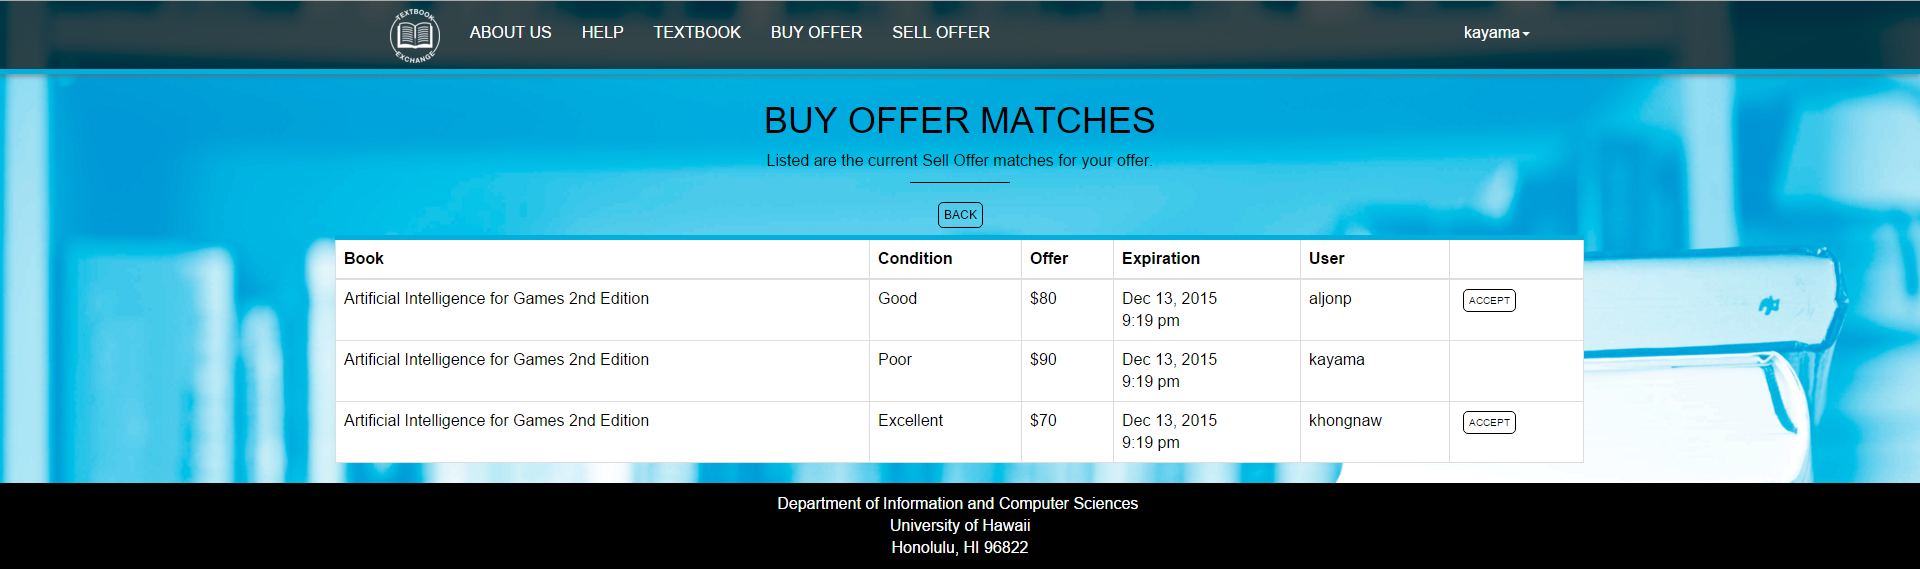 TEXTBOOK
EXCHANGE
ABOUT US HELP TEXTBOOK BUY OFFER SELL OFFER kayama
BUY OFFER MATCHES
Listed are the current Sell Offer matches for your offer.
BACK
Book Condition Offer Expiration User
Artificial Intelligence for Games 2nd Edition Good $80 Dec 13, 2015 aljonp ACCEPT
9:19 pm
Artificial Intelligence for Games 2nd Edition Poor $90 Dec 13, 2015 kayama
9:19 pm
Artificial Intelligence for Games 2nd Edition Excellent $70 Dec 13, 2015 khongnaw ACCEPT
9:19 pm
Department of Information and Computer Sciences
University of Hawaii
Honolulu, HI 96822